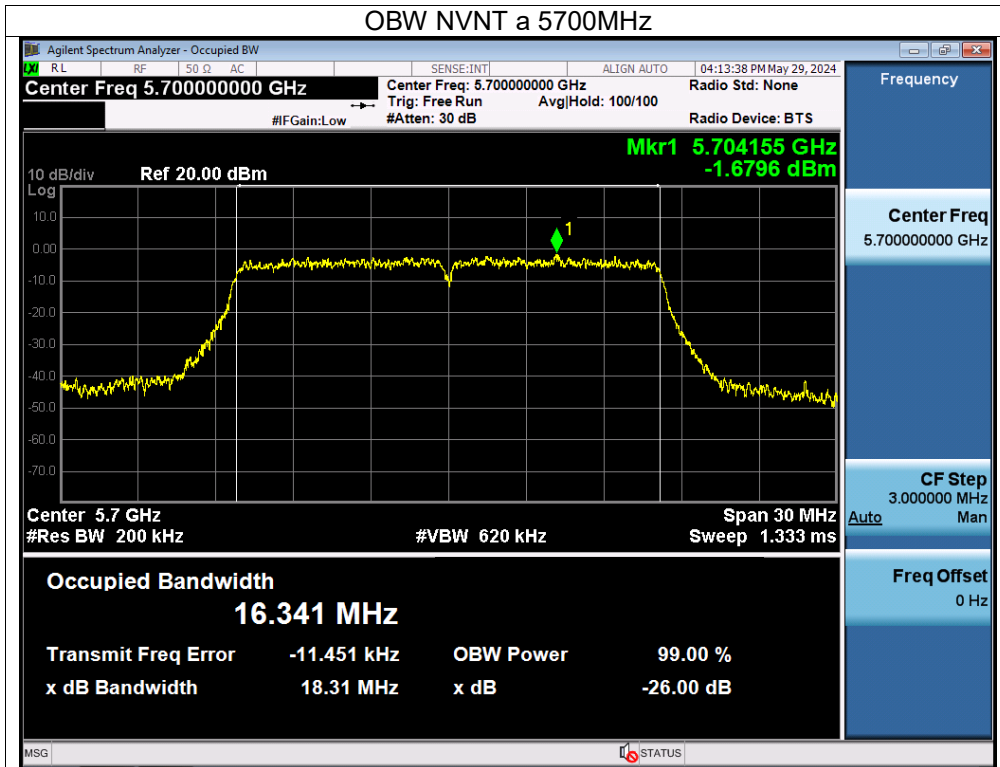 OBW NVNT a 5700MHz
Agilent Spectrum Analyzer - Occupied BW
LXI RL RF 50 Ω AC SENSE:INT ALIGN AUTO 04:13:38 PM May 29, 2024
Center Freq 5.700000000 GHz
Center Freq: 5.700000000 GHz Radio Std: None
Trig: Free Run Avg|Hold: 100/100
#IFGain:Low #Atten: 30 dB Radio Device: BTS
Mkr1 5.704155 GHz
-1.6796 dBm
10 dB/div Ref 20.00 dBm
Log
10.0
0.00
-10.0
-20.0
-30.0
-40.0
-50.0
-60.0
-70.0
1
Center 5.7 GHz Span 30 MHz
#Res BW 200 kHz #VBW 620 kHz Sweep 1.333 ms
Occupied Bandwidth
16.341 MHz
Transmit Freq Error -11.451 kHz OBW Power 99.00 %
x dB Bandwidth 18.31 MHz x dB -26.00 dB
MSG STATUS
Frequency
Center Freq
5.700000000 GHz
CF Step
3.000000 MHz
Auto Man
Freq Offset
0 Hz